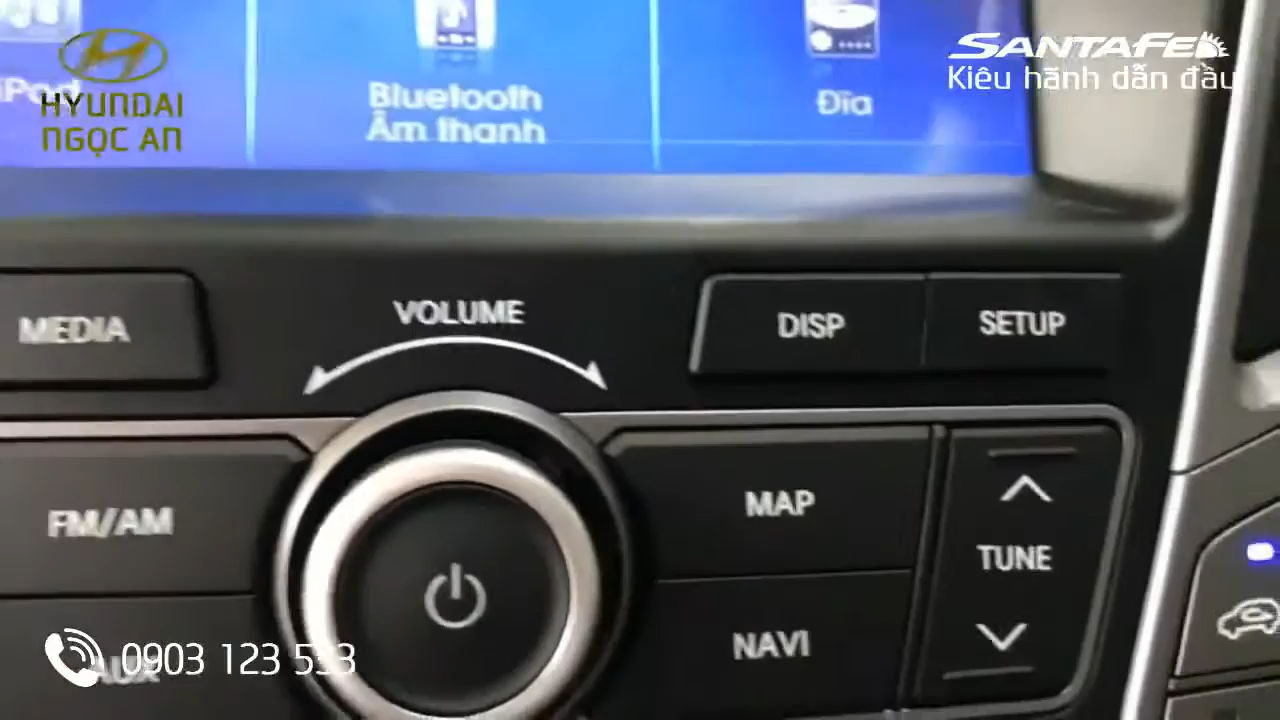 HYUNDAI
NGỌC AN
SANTAFE
Kiêu hãnh dẫn đầu
iPod
Bluetooth
Âm thanh
Đĩa
MEDIA
VOLUME
DISP
SETUP
FM/AM
MAP
TUNE
NAVI
AUX
0903 123 533